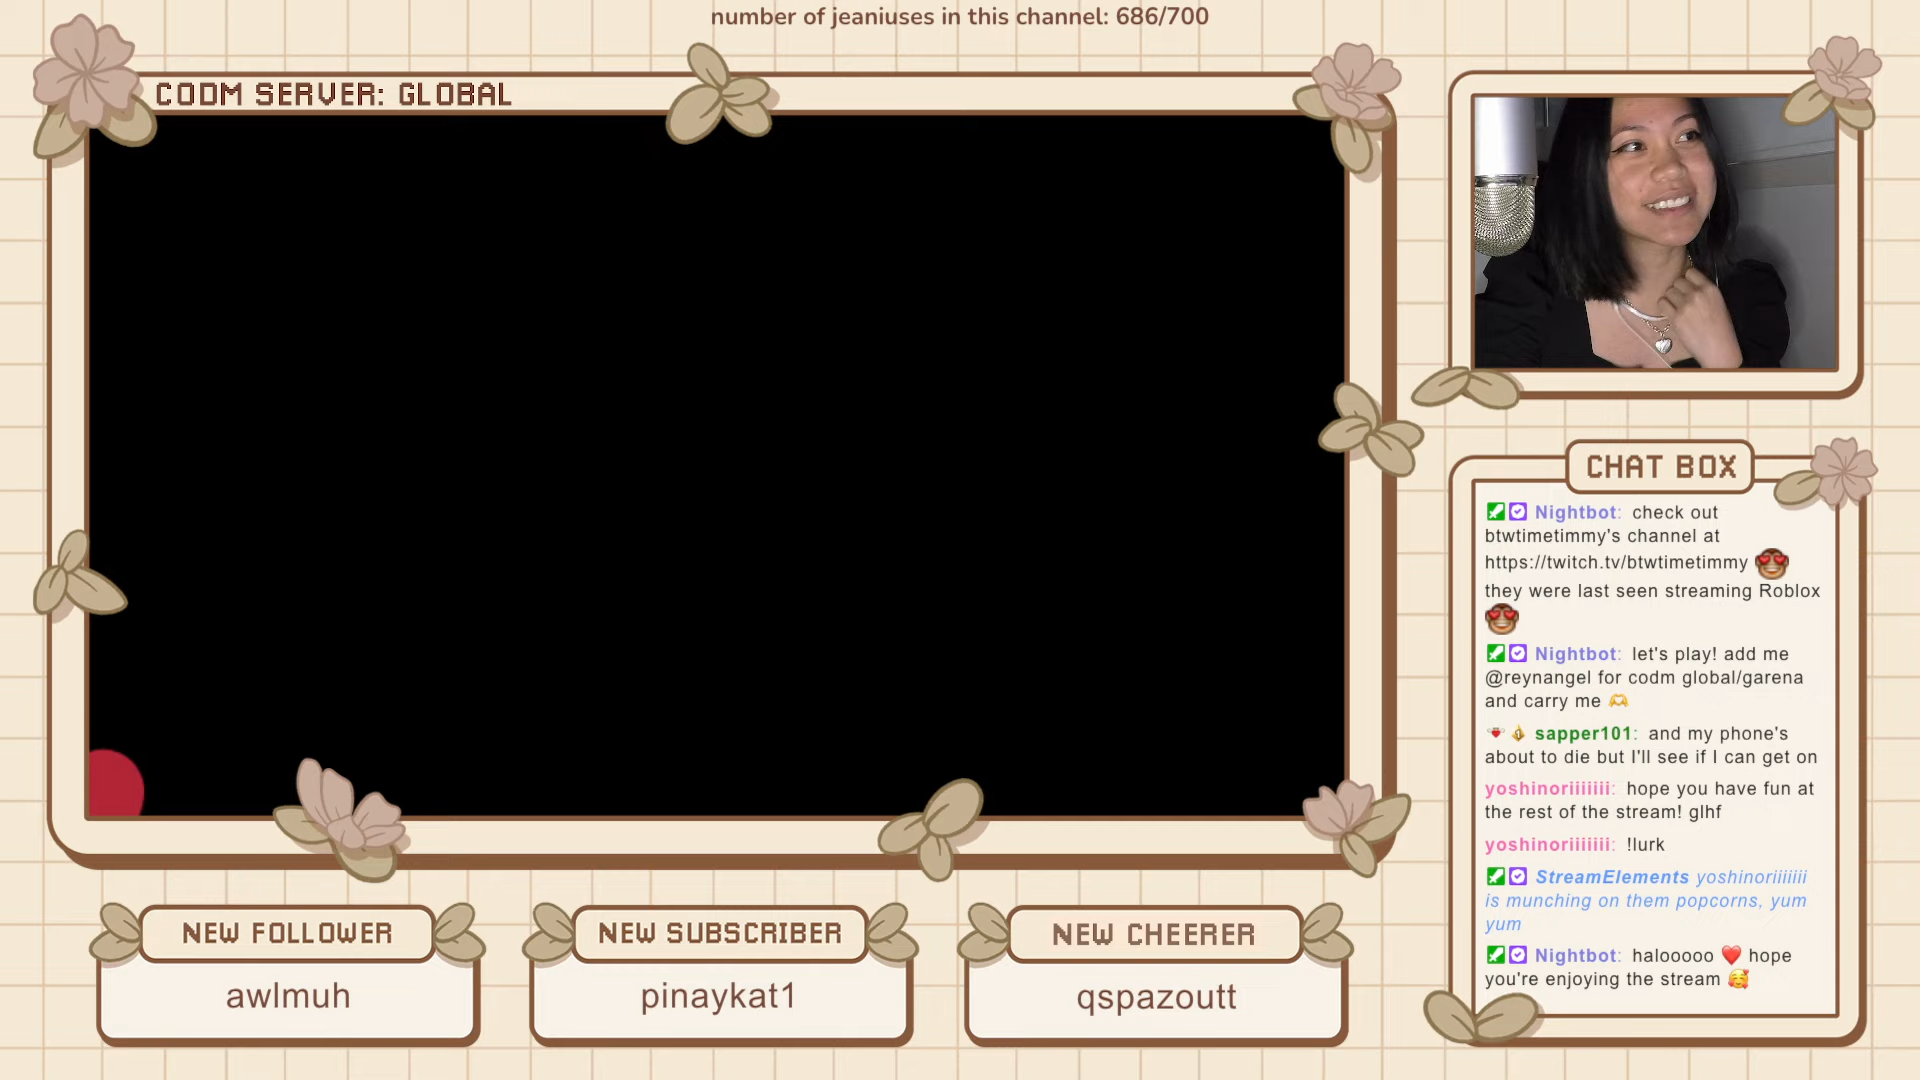 number of jeaniuses in this channel: 686/700
CODM SERVER: GLOBAL
CHAT BOX
Nightbot: check out
btwtimetimmy's channel at
https://twitch.tv/btwtimetimmy
they were last seen streaming Roblox
Nightbot: let's play! add me
@reynangel for codm global/garena
and carry me
sapper101: and my phone's
about to die but I'll see if I can get on
yoshinoriiiiiii: hope you have fun at
the rest of the stream! glhf
yoshinoriiiiiii: !lurk
StreamElements yoshinoriiiiiii
is munching on them popcorns, yum
yum
Nightbot: halooooo ❤️ hope
you're enjoying the stream 🥰
NEW FOLLOWER
awlmuh
NEW SUBSCRIBER
pinaykat1
NEW CHEERER
qspazoutt